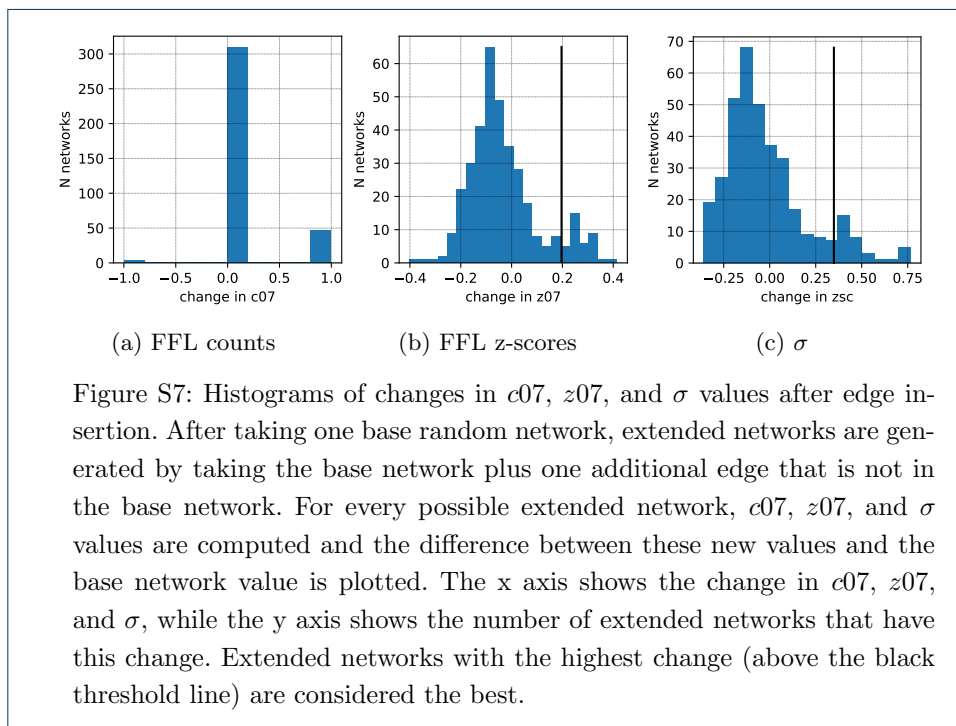 300
250
200
150
100
50
0
N networks
−1.0 −0.5 0.0 0.5 1.0
change in c07
60
50
40
30
20
10
0
N networks
−0.4 −0.2 0.0 0.2 0.4
change in z07
70
60
50
40
30
20
10
0
N networks
−0.25 0.00 0.25 0.50 0.75
change in zsc
(a) FFL counts
(b) FFL z-scores
(c) σ
Figure S7: Histograms of changes in c07, z07, and σ values after edge in-
sertion. After taking one base random network, extended networks are gen-
erated by taking the base network plus one additional edge that is not in
the base network. For every possible extended network, c07, z07, and σ
values are computed and the difference between these new values and the
base network value is plotted. The x axis shows the change in c07, z07,
and σ, while the y axis shows the number of extended networks that have
this change. Extended networks with the highest change (above the black
threshold line) are considered the best.